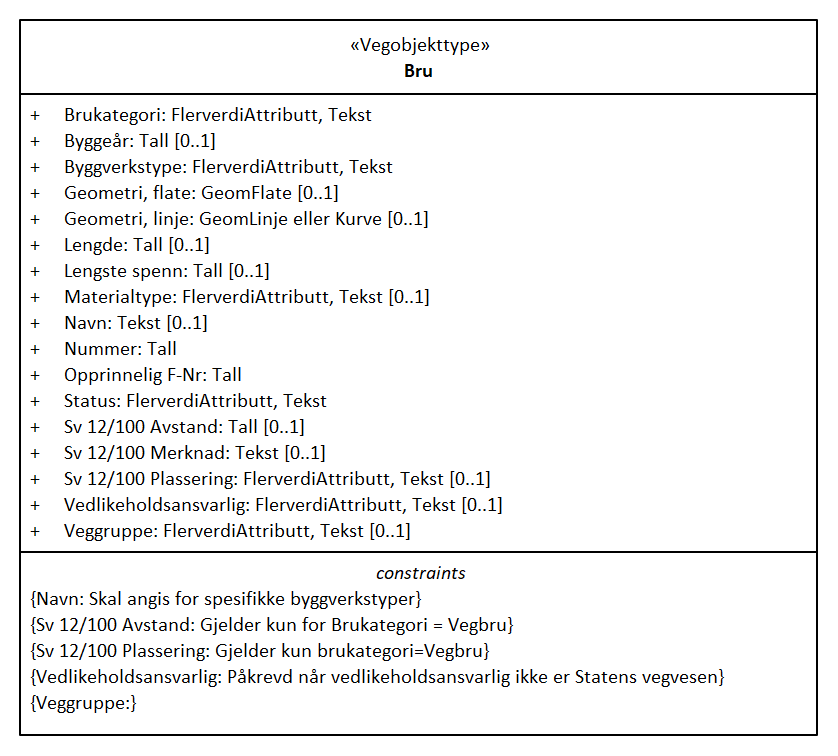 «Vegobjekttype»
Bru
+ Brukategori: FlerverdiAttributt, Tekst
+ Byggeår: Tall [0..1]
+ Byggverkstype: FlerverdiAttributt, Tekst
+ Geometri, flate: GeomFlate [0..1]
+ Geometri, linje: GeomLinje eller Kurve [0..1]
+ Lengde: Tall [0..1]
+ Lengste spenn: Tall [0..1]
+ Materialtype: FlerverdiAttributt, Tekst [0..1]
+ Navn: Tekst [0..1]
+ Nummer: Tall
+ Opprinnelig F-Nr: Tall
+ Status: FlerverdiAttributt, Tekst
+ Sv 12/100 Avstand: Tall [0..1]
+ Sv 12/100 Merknad: Tekst [0..1]
+ Sv 12/100 Plassering: FlerverdiAttributt, Tekst [0..1]
+ Vedlikeholdsansvarlig: FlerverdiAttributt, Tekst [0..1]
+ Veggruppe: FlerverdiAttributt, Tekst [0..1]
constraints
{Navn: Skal angis for spesifikke byggverkstyper}
{Sv 12/100 Avstand: Gjelder kun for Brukategori = Vegbru}
{Sv 12/100 Plassering: Gjelder kun brukategori=Vegbru}
{Vedlikeholdsansvarlig: Påkrevd når vedlikeholdsansvarlig ikke er Statens vegvesen}
{Veggruppe:}